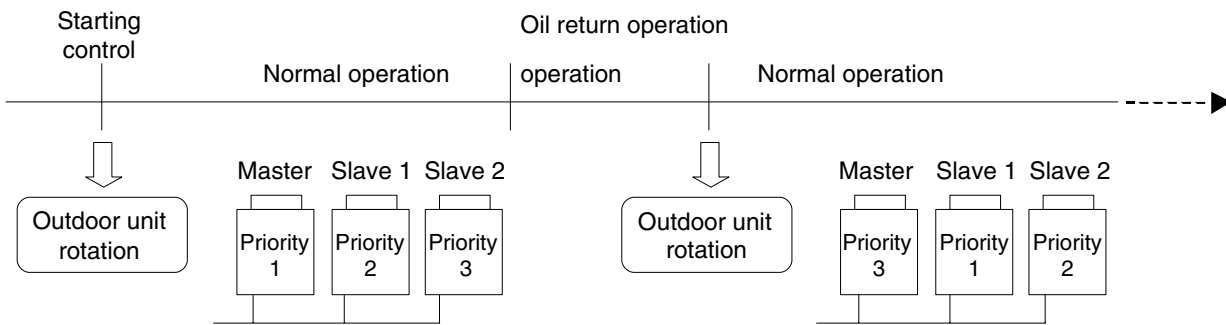 Starting
control
Oil return operation
Normal operation
operation
Normal operation
Outdoor unit
rotation
Master
Slave 1
Slave 2
Priority
1
Priority
2
Priority
3
Outdoor unit
rotation
Master
Slave 1
Slave 2
Priority
3
Priority
1
Priority
2